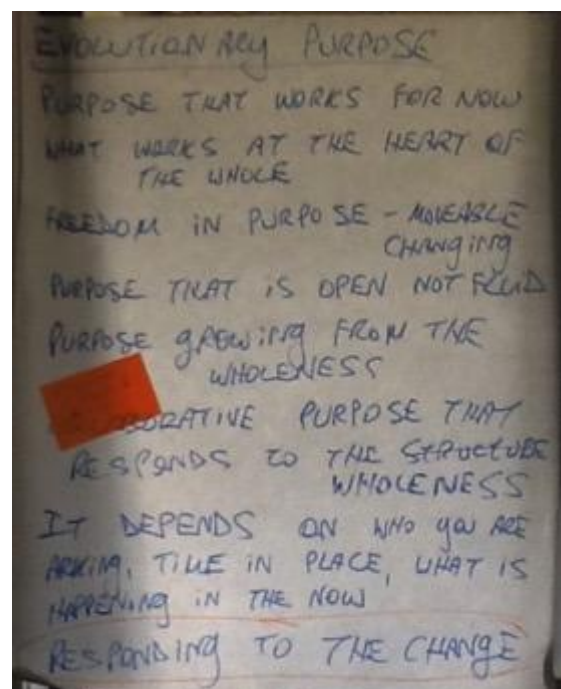 EVOLUTIONARY PURPOSE
PURPOSE THAT WORKS FOR NOW
WHAT WORKS AT THE HEART OF
THE WHOLE
FREEDOM IN PURPOSE - MOVEABLE
CHANGING
PURPOSE THAT IS OPEN NOT FLUID
PURPOSE GROWING FROM THE
WHOLENESS
BORATIVE PURPOSE THAT
RESPONDS TO THE STRUCTURE
WHOLENESS
IT DEPENDS ON WHO YOU ARE
ASKING, TIME IN PLACE, WHAT IS
HAPPENING IN THE NOW
RESPONDING TO THE CHANGE